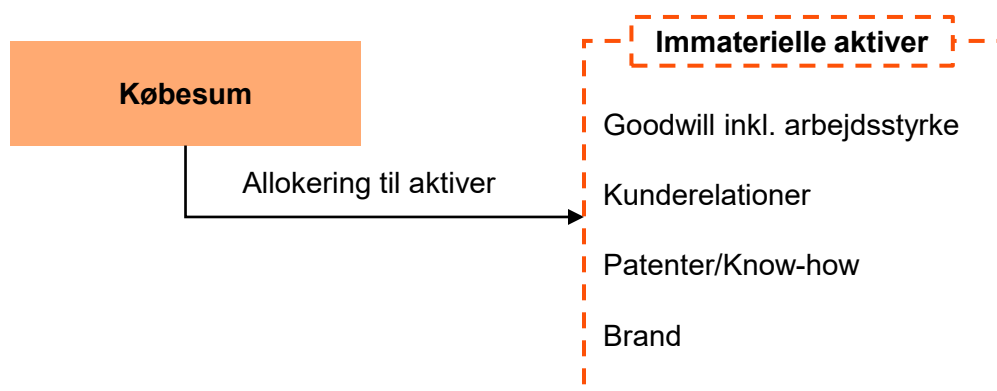 Immaterielle aktiver
Købesum
Goodwill inkl. arbejdsstyrke
Allokering til aktiver
Kunderelationer
Patenter/Know-how
Brand